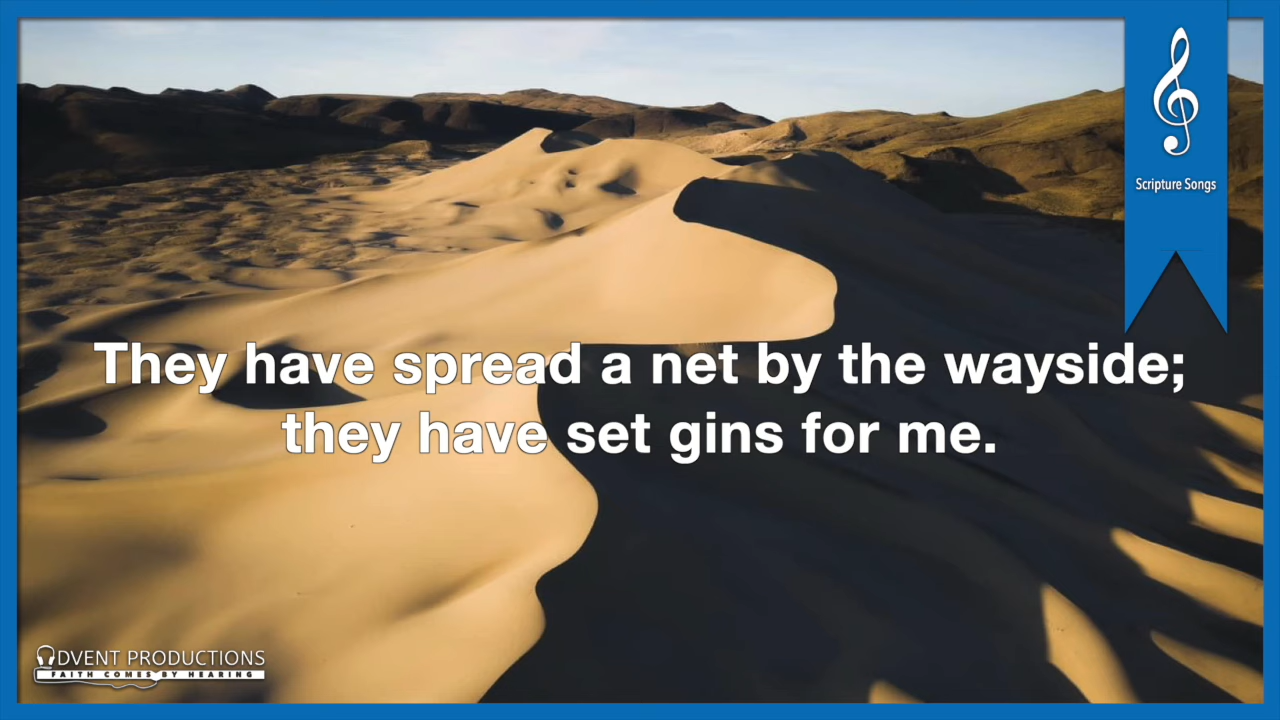 Scripture Songs
They have spread a net by the wayside;
they have set gins for me.
DVENT PRODUCTIONS
FAITH COMES BY HEARING